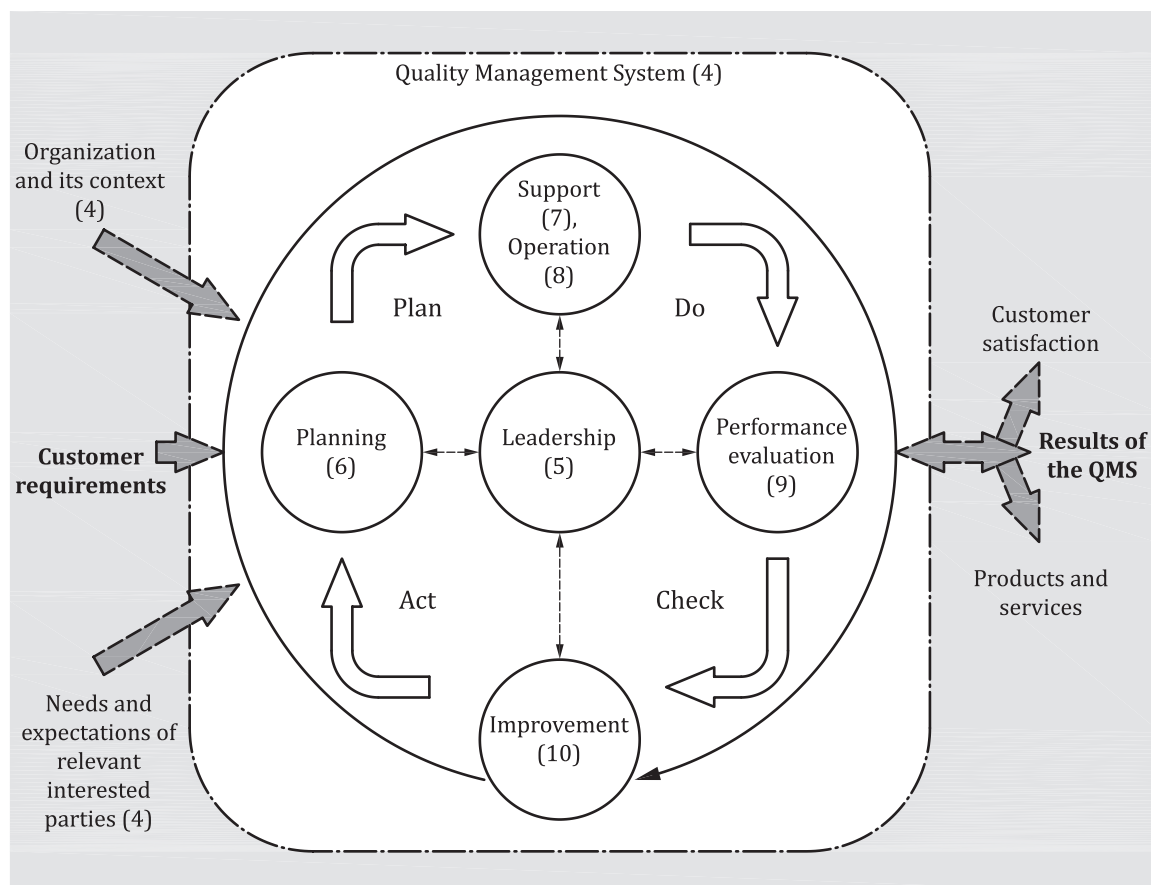 Quality Management System (4)
Organization
and its context
(4)
Support
(7),
Operation
(8)
Plan
Do
Customer
satisfaction
Customer
requirements
Planning
(6)
Leadership
(5)
Performance
evaluation
(9)
Results of
the QMS
Act
Check
Products and
services
Needs and
expectations of
relevant
interested
parties (4)
Improvement
(10)